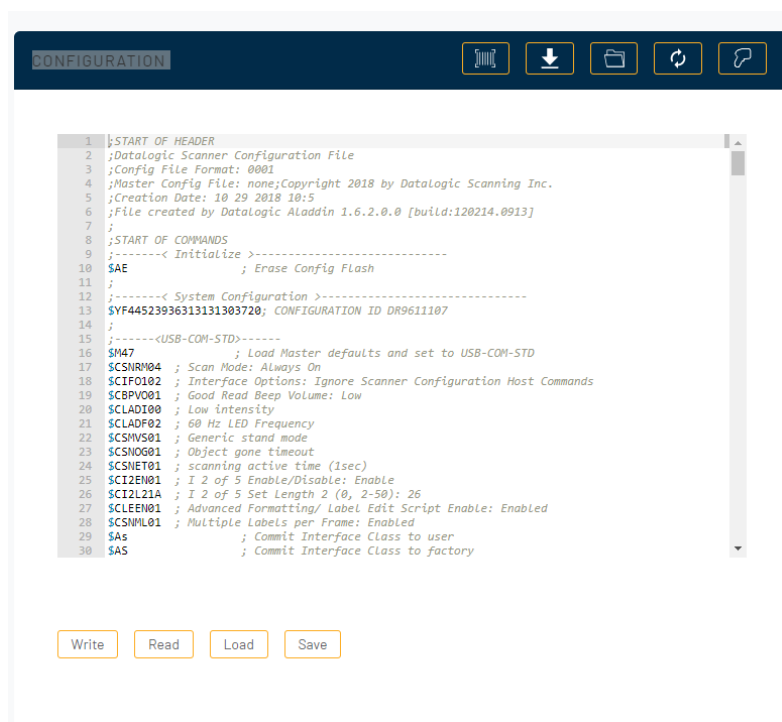 CONFIGURATION
1 ;START OF HEADER
2 ;Datalogic Scanner Configuration File
3 ;Config File Format: 0001
4 ;Master Config File: none;Copyright 2018 by Datalogic Scanning Inc.
5 ;Creation Date: 10 29 2018 10:5
6 ;File created by Datalogic Aladdin 1.6.2.0.0 [build:120214.0913]
7 ;
8 ;START OF COMMANDS
9 ;-------< Initialize >-----------------------------
10 $AE ; Erase Config Flash
11 ;
12 ;-------< System Configuration >-------------------------------
13 $YF44523936313131303720; CONFIGURATION ID DR9611107
14 ;
15 ;------<USB-COM-STD>------
16 $M47 ; Load Master defaults and set to USB-COM-STD
17 $CSNRM04 ; Scan Mode: Always On
18 $CIFO102 ; Interface Options: Ignore Scanner Configuration Host Commands
19 $CBPVO01 ; Good Read Beep Volume: Low
20 $CLADI00 ; Low intensity
21 $CLADF02 ; 60 Hz LED Frequency
22 $CSMVS01 ; Generic stand mode
23 $CSNOG01 ; Object gone timeout
24 $CSNET01 ; scanning active time (1sec)
25 $CI2EN01 ; I 2 of 5 Enable/Disable: Enable
26 $CI2L21A ; I 2 of 5 Set Length 2 (0, 2-50): 26
27 $CLEEN01 ; Advanced Formatting/ Label Edit Script Enable: Enabled
28 $CSNML01 ; Multiple Labels per Frame: Enabled
29 $As ; Commit Interface Class to user
30 $AS ; Commit Interface Class to factory
Write Read Load Save